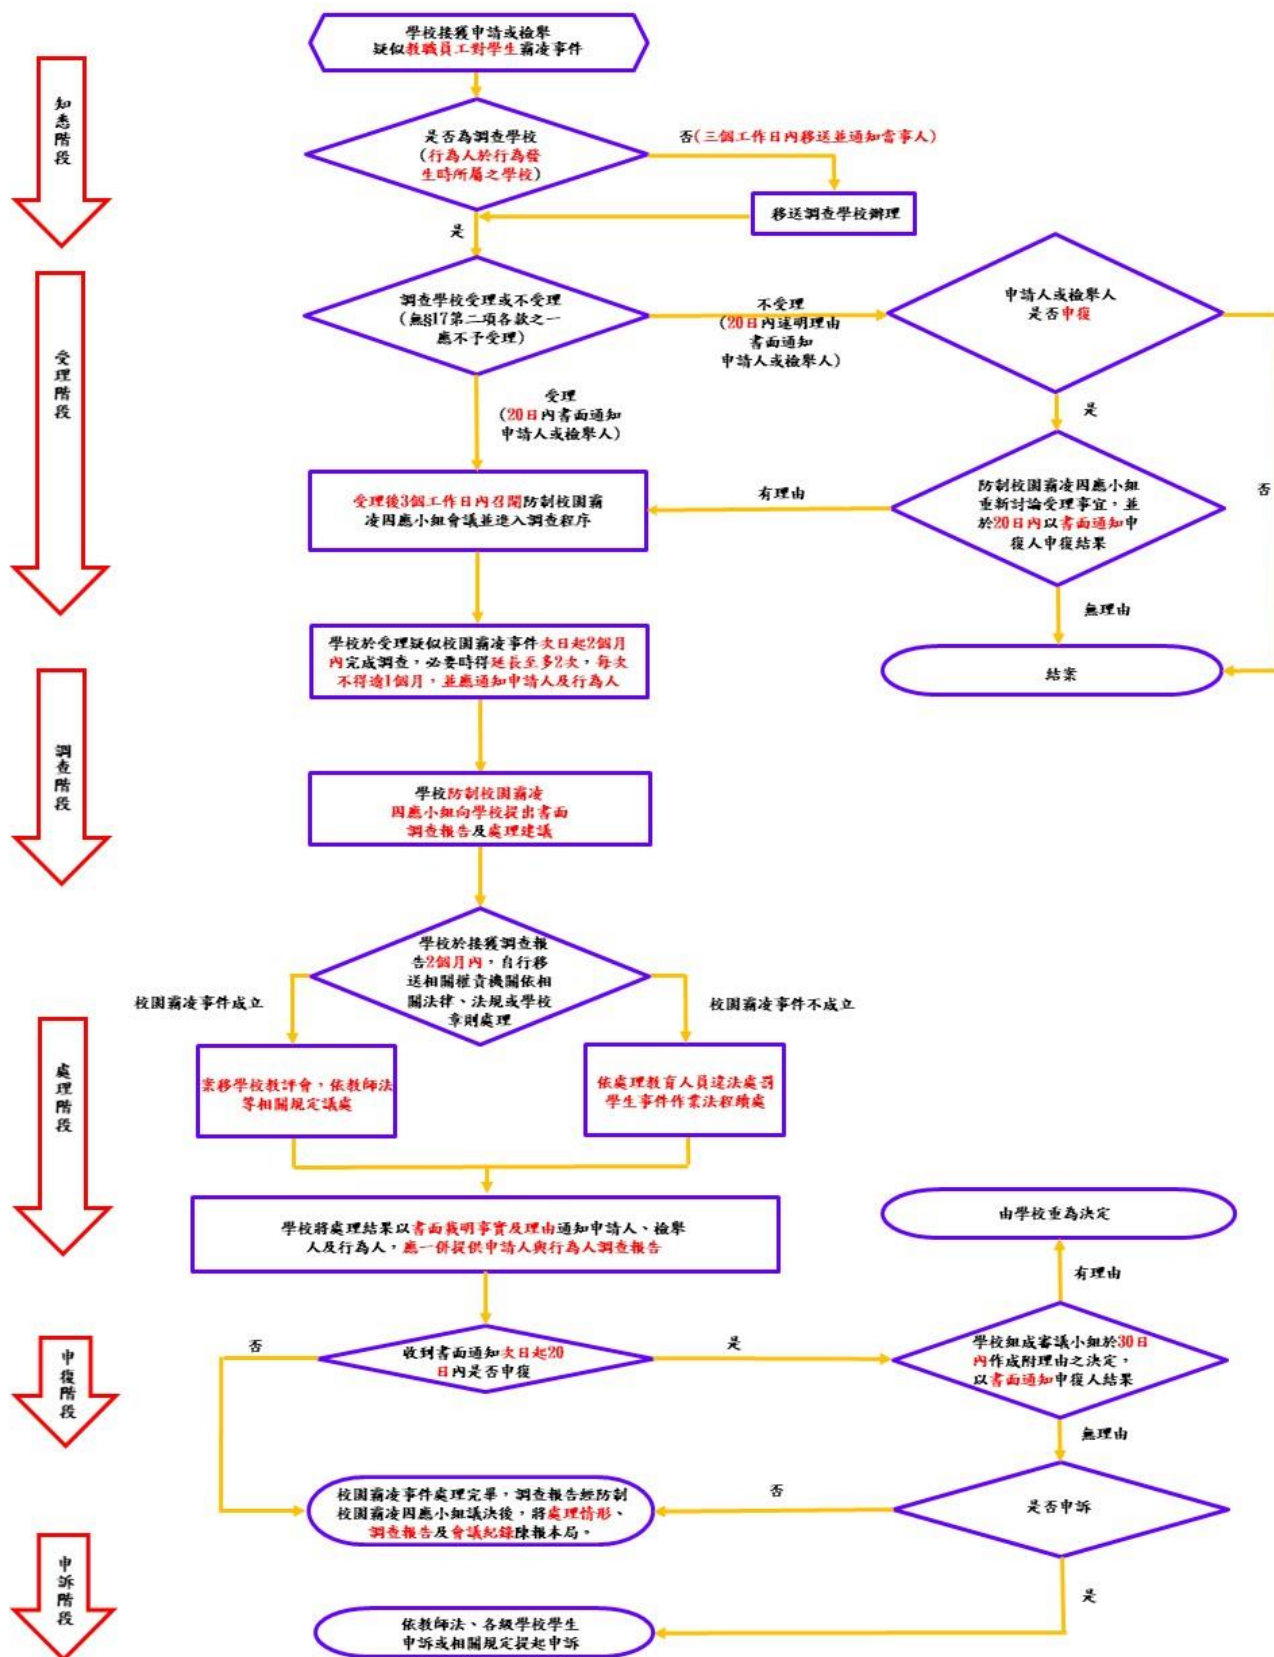 學校接獲申請或檢舉
疑似教職員工對學生霸凌事件
知悉階段
是否為調查學校
(行為人於行為發
生時所屬之學校)
否(三個工作日內移送並通知當事人)
移送調查學校辦理
是
受理階段
調查學校受理或不受理
(無§17第二項各款之一
應不予受理)
不受理
(20日內述明理由
書面通知
申請人或檢舉人)
申請人或檢舉人
是否申復
受理
(20日內書面通知
申請人或檢舉人)
是
否
受理後3個工作日內召開防制校園霸
凌因應小組會議並進入調查程序
有理由
防制校園霸凌因應小組
重新討論受理事宜,並
於20日內以書面通知申
復人申復結果
無理由
結案
學校於受理疑似校園霸凌事件次日起2個月
內完成調查,必要時得延長至多2次,每次
不得逾1個月,並應通知申請人及行為人
調查階段
學校防制校園霸凌
因應小組向學校提出書面
調查報告及處理建議
學校於接獲調查報
告2個月內,自行移
送相關權責機關依相
關法律、法規或學校
章則處理
校園霸凌事件成立
校園霸凌事件不成立
處理階段
案移學校教評會,依教師法
等相關規定議處
依處理教育人員違法處罰
學生事件作業法程續處
學校將處理結果以書面載明事實及理由通知申請人、檢舉
人及行為人,應一併提供申請人與行為人調查報告
由學校重為決定
有理由
申復階段
否
收到書面通知次日起20
日內是否申復
是
學校組成審議小組於30日
內作成附理由之決定,
以書面通知申復人結果
無理由
校園霸凌事件處理完畢,調查報告經防制
校園霸凌因應小組議決後,將處理情形、
調查報告及會議紀錄陳報本局。
否
是否申訴
申訴階段
是
依教師法、各級學校學生
申訴或相關規定提起申訴